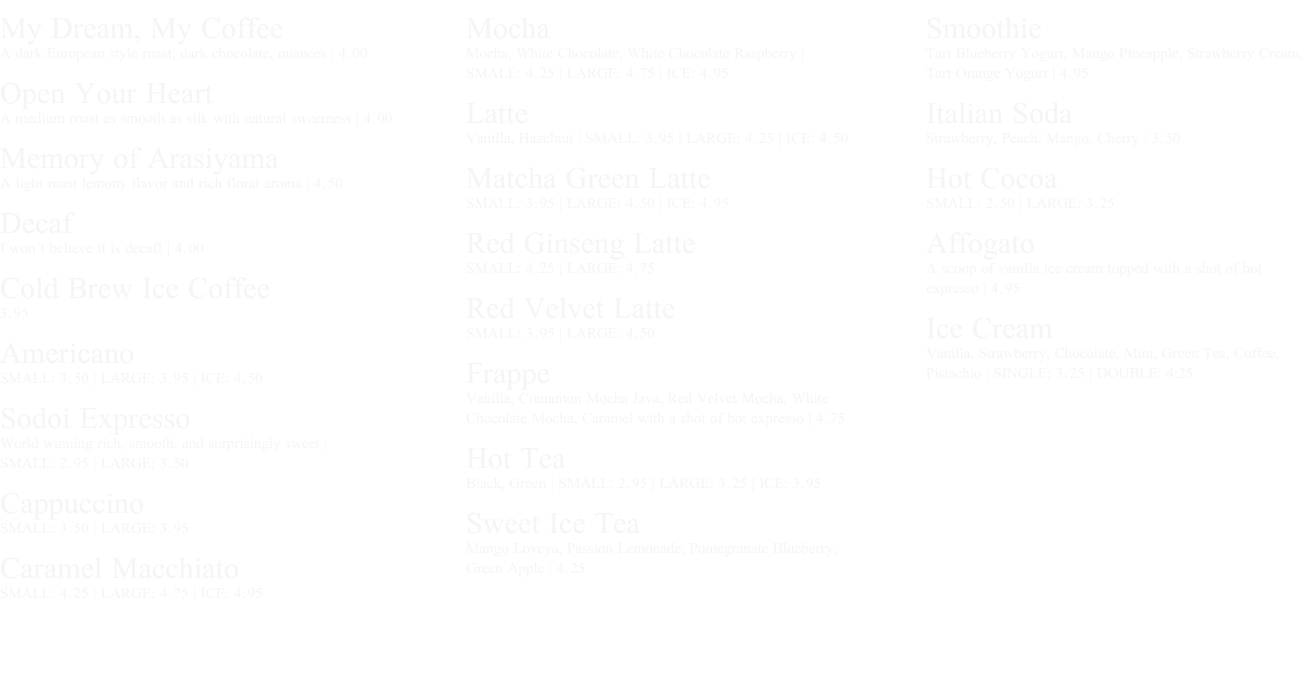 My Dream, My Coffee
A dark European style roast, dark chocolate, nuances | 4.00
Open Your Heart
A medium roast as smooth as silk with natural sweetness | 4.00
Memory of Arasiyama
A light roast lemony flavor and rich floral aroma | 4.50
Decaf
I won't believe it is decaf! | 4.00
Cold Brew Ice Coffee
3.95
Americano
SMALL: 3.50 | LARGE: 3.95 | ICE: 4.50
Sodoi Expresso
World winning rich, smooth, and surprisingly sweet |
SMALL: 2.95 | LARGE: 3.50
Cappuccino
SMALL: 3.50 | LARGE: 3.95
Caramel Macchiato
SMALL: 4.25 | LARGE: 4.75 | ICE: 4.95
Mocha
Mocha, White Chocolate, White Chocolate Raspberry |
SMALL: 4.25 | LARGE: 4.75 | ICE: 4.95
Latte
Vanilla, Hazelnut | SMALL: 3.95 | LARGE: 4.25 | ICE: 4.50
Matcha Green Latte
SMALL: 3.95 | LARGE: 4.50 | ICE: 4.95
Red Ginseng Latte
SMALL: 4.25 | LARGE: 4.75
Red Velvet Latte
SMALL: 3.95 | LARGE: 4.50
Frappe
Vanilla, Cinnamon Mocha Java, Red Velvet Mocha, White
Chocolate Mocha, Caramel with a shot of hot expresso | 4.75
Hot Tea
Black, Green | SMALL: 2.95 | LARGE: 3.25 | ICE: 3.95
Sweet Ice Tea
Mango Loveya, Passion Lemonade, Pomegranate Blueberry,
Green Apple | 4.25
Smoothie
Tart Blueberry Yogurt, Mango Pineapple, Strawberry Cream,
Tart Orange Yogurt | 4.95
Italian Soda
Strawberry, Peach, Mango, Cherry | 3.50
Hot Cocoa
SMALL: 2.50 | LARGE: 3.25
Affogato
A scoop of vanilla ice cream topped with a shot of hot
expresso | 4.95
Ice Cream
Vanilla, Strawberry, Chocolate, Mint, Green Tea, Coffee,
Pistachio | SINGLE: 3.25 | DOUBLE: 4:25